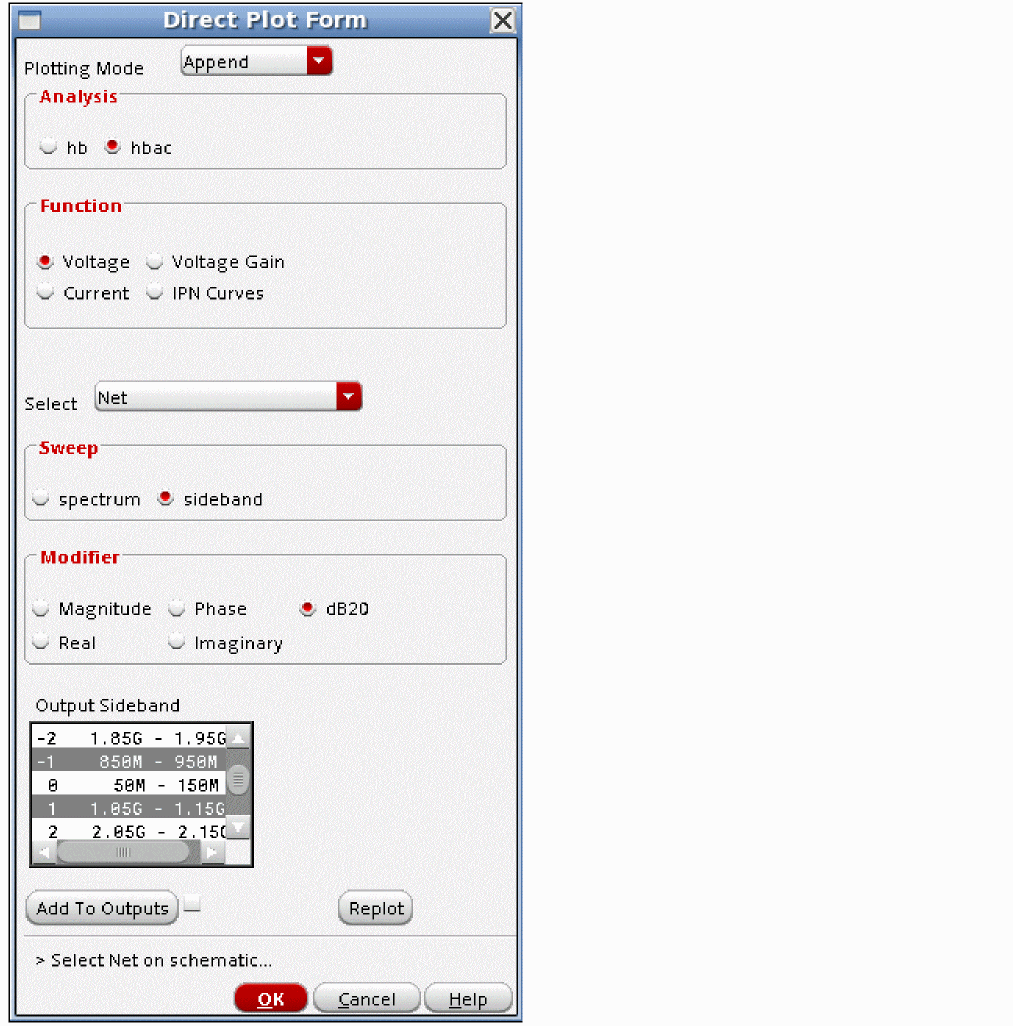 Direct Plot Form
Plotting Mode Append
Analysis
hb hbac
Function
Voltage Voltage Gain
Current IPN Curves
Select Net
Sweep
spectrum sideband
Modifier
Magnitude Phase dB20
Real Imaginary
Output Sideband
-2 1.85G - 1.95G
-1 850M - 950M
0 50M - 150M
1 1.05G - 1.15G
2 2.05G - 2.15G
Add To Outputs Replot
> Select Net on schematic...
OK Cancel Help